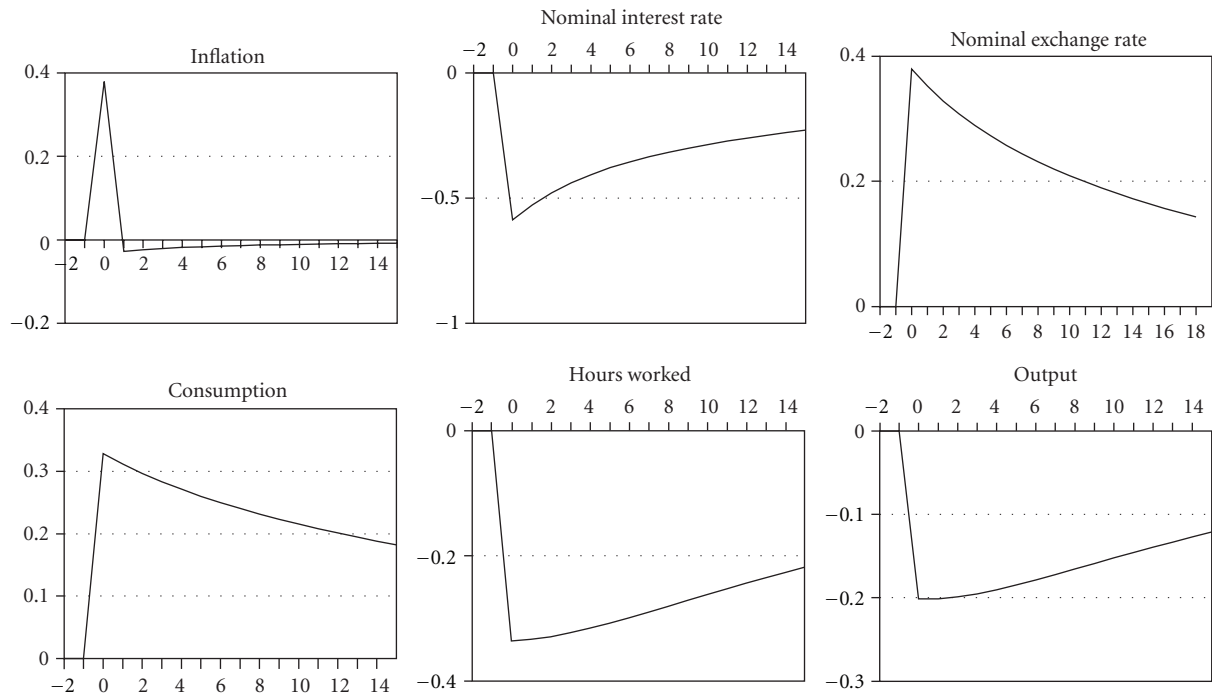 Inflation
0.4
0.2
0
−0.2
−2 0 2 4 6 8 10 12 14
Nominal interest rate
−2 0 2 4 6 8 10 12 14
0
−0.5
−1
Nominal exchange rate
0.4
0.2
0
−2 0 2 4 6 8 10 12 14 16 18
Consumption
0.4
0.3
0.2
0.1
0
−2 0 2 4 6 8 10 12 14
Hours worked
−2 0 2 4 6 8 10 12 14
0
−0.2
−0.4
Output
−2 0 2 4 6 8 10 12 14
0
−0.1
−0.2
−0.3